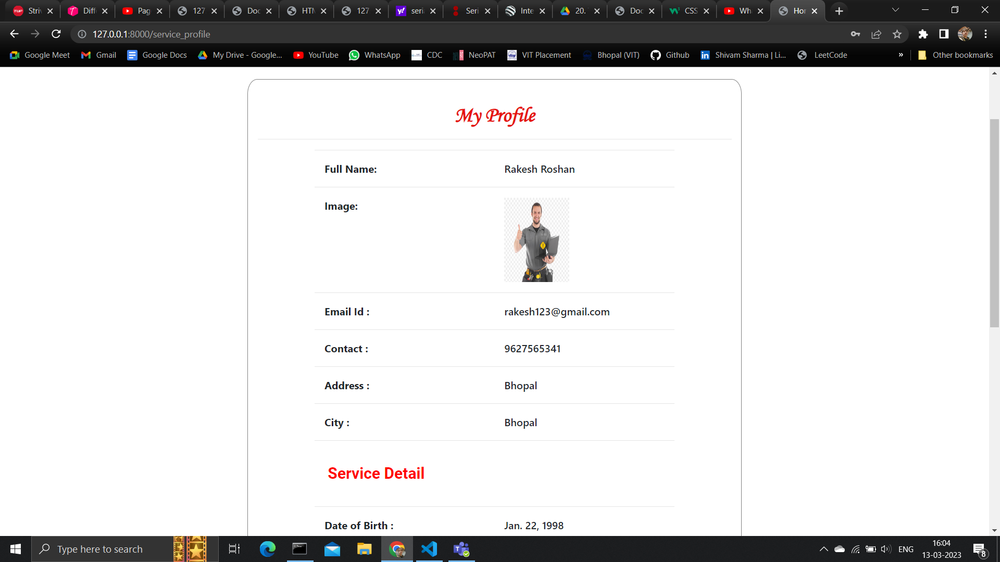 Striv
Diff
Pag
127
Doc
HTM
127
seri
Seri
Inte
20.
Doc
CSS
Wha
Hor
127.0.0.1:8000/service_profile
Google Meet
Gmail
Google Docs
My Drive - Google...
YouTube
WhatsApp
CDC
NeoPAT
VIT Placement
Bhopal (VIT)
Github
Shivam Sharma | Li...
LeetCode
»
Other bookmarks
My Profile
Full Name: Rakesh Roshan
Image:
Email Id : rakesh123@gmail.com
Contact : 9627565341
Address : Bhopal
City : Bhopal
Service Detail
Date of Birth : Jan. 22, 1998
Type here to search
ENG
16:04
13-03-2023
8